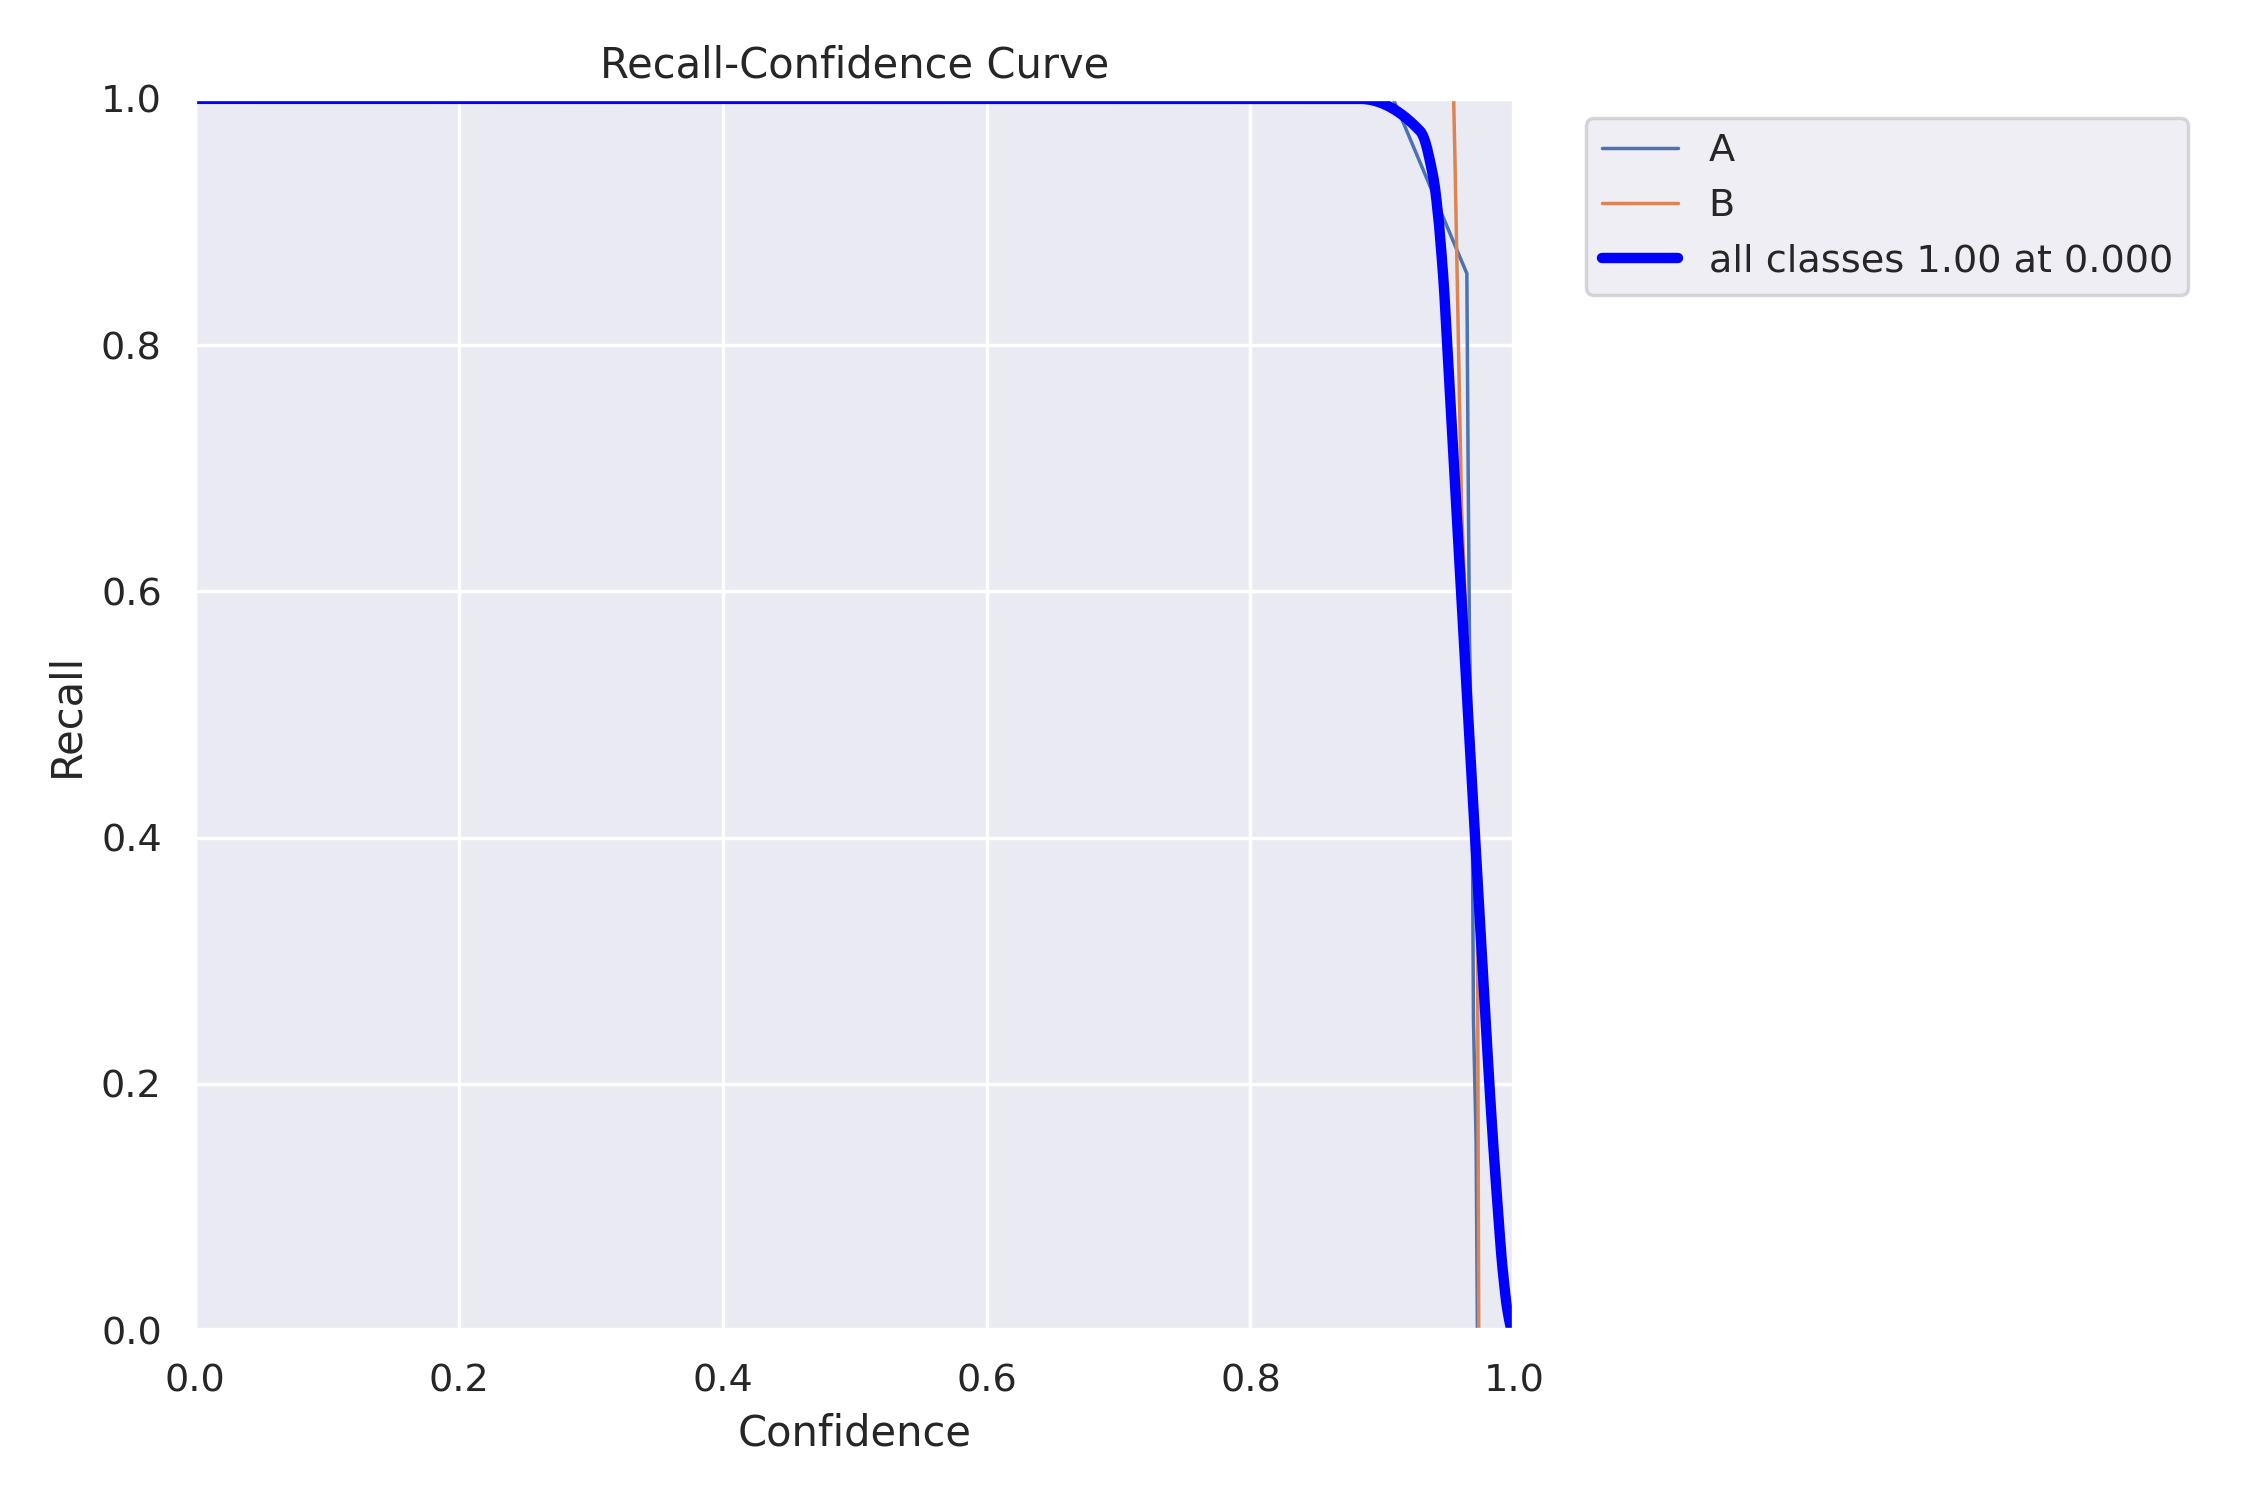 Recall-Confidence Curve
1.0
0.8
0.6
0.4
0.2
0.0
Recall
0.0 0.2 0.4 0.6 0.8 1.0
Confidence
A
B
all classes 1.00 at 0.000